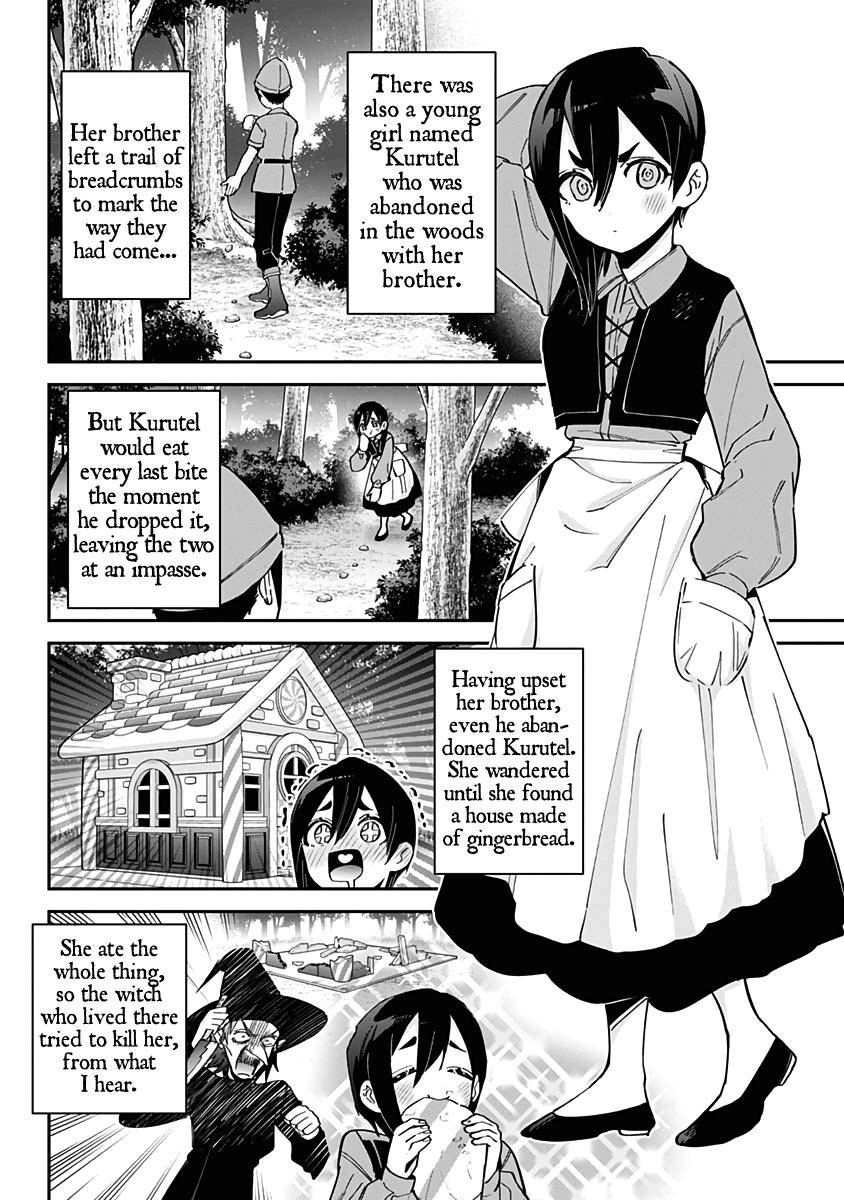 There was
also a young
girl named
Kurutel
who was
abandoned
in the woods
with her
brother.
Her brother
left a trail of
breadcrumbs
to mark the
way they
had come...
But Kurutel
would eat
every last bite
the moment
he dropped it,
leaving the two
at an impasse.
Having upset
her brother,
even he aban-
doned Kurutel.
She wandered
until she found
a house made
of gingerbread.
She ate the
whole thing,
so the witch
who lived there
tried to kill her,
from what
I hear.